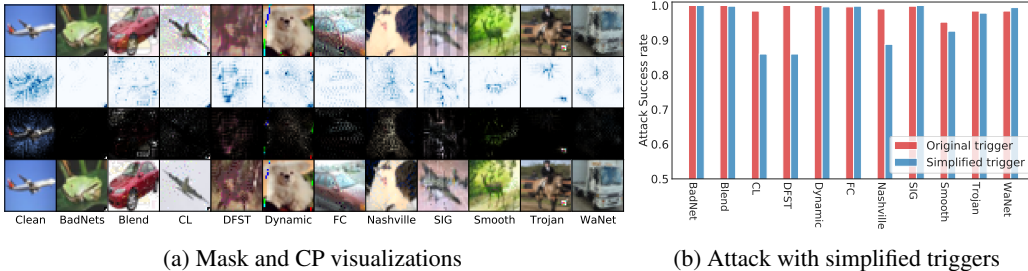 Clean BadNets Blend CL DFST Dynamic FC Nashville SIG Smooth Trojan WaNet
(a) Mask and CP visualizations
Attack Success rate
1.0
0.9
0.8
0.7
0.6
0.5
Original trigger
Simplified trigger
BadNet Blend CL DFST Dynamic FC Nashville SIG Smooth Trojan WaNet
(b) Attack with simplified triggers